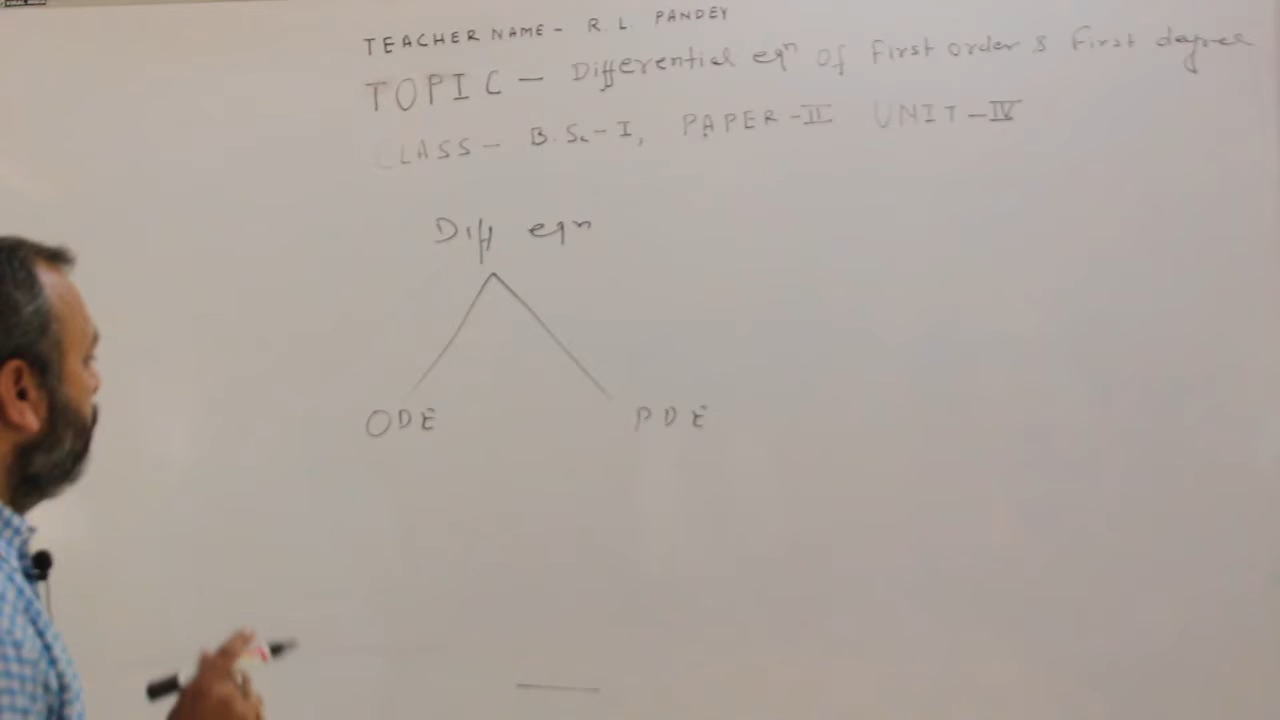 TEACHER NAME - R. L. PANDEY
TOPIC - Differential eqⁿ of First order & First degree
CLASS - B.Sc-I, PAPER-II UNIT-IV
Diff eqⁿ
ODE PDE